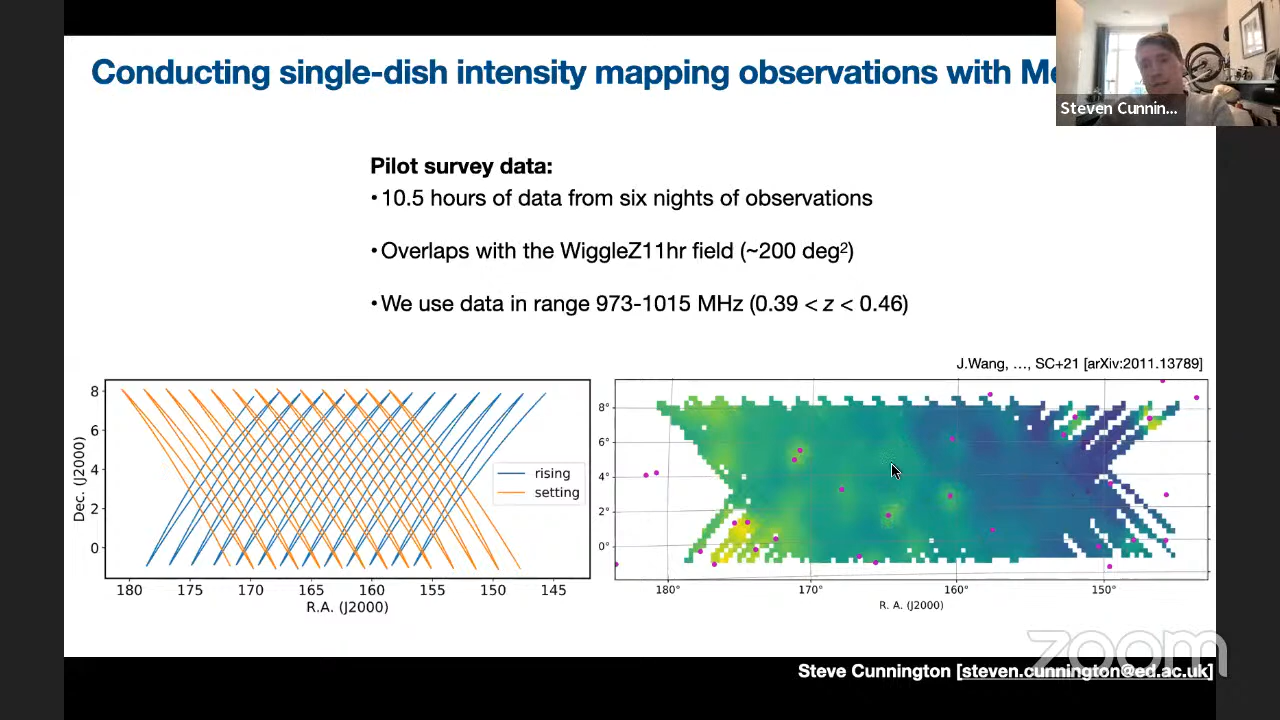 Conducting single-dish intensity mapping observations with Me
Steven Cunnin...
Pilot survey data:
•10.5 hours of data from six nights of observations
•Overlaps with the WiggleZ11hr field (~200 deg²)
•We use data in range 973-1015 MHz (0.39 < z < 0.46)
J.Wang, …, SC+21 [arXiv:2011.13789]
Dec. (J2000)
8
6
4
2
0
rising
setting
180 175 170 165 160 155 150 145
R.A. (J2000)
8°
6°
4°
2°
0°
180° 170° 160° 150°
R. A. (J2000)
zoom
Steve Cunnington [steven.cunnington@ed.ac.uk]